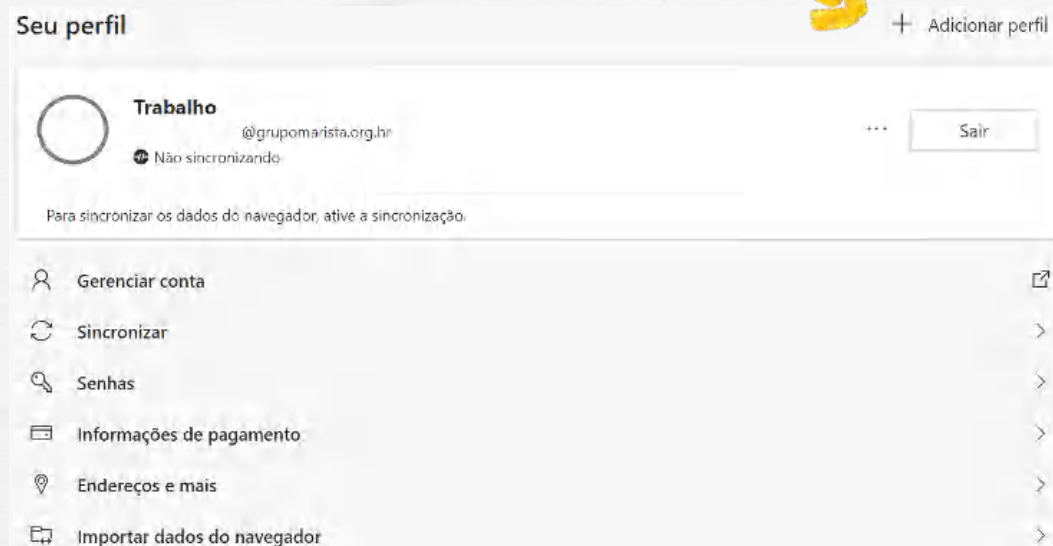 Seu perfil
+ Adicionar perfil
Trabalho
@grupomarista.org.br
... Sair
Não sincronizando
Para sincronizar os dados do navegador, ative a sincronização.
Gerenciar conta
Sincronizar
Senhas
Informações de pagamento
Endereços e mais
Importar dados do navegador